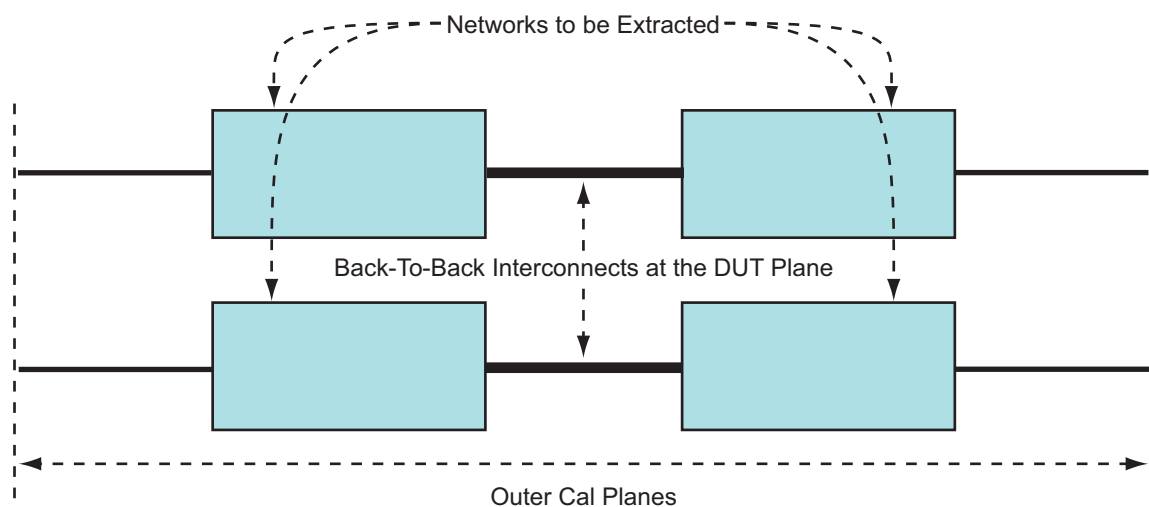 Networks to be Extracted
Back-To-Back Interconnects at the DUT Plane
Outer Cal Planes